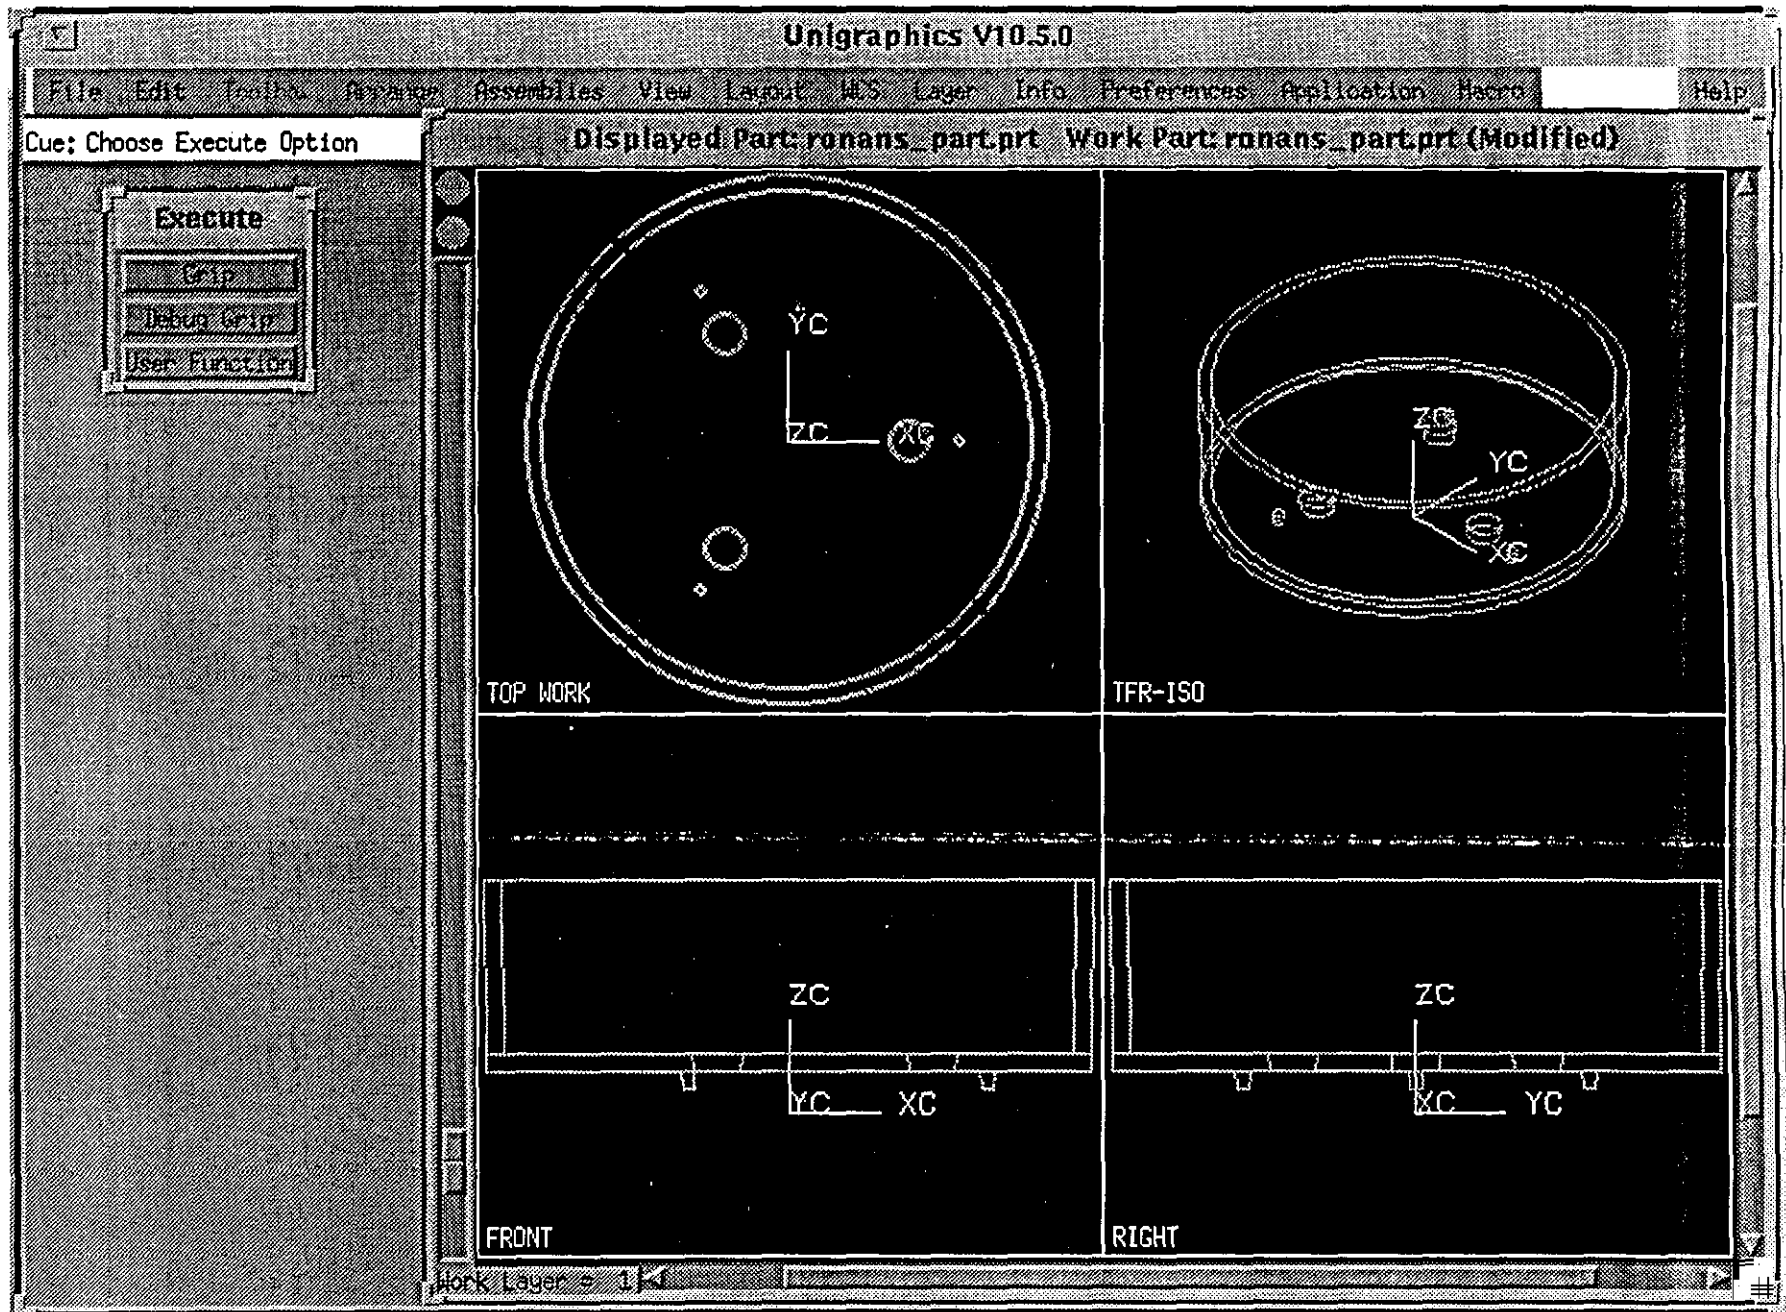 Unigraphics V10.5.0
File Edit Toolbox Arrange Assemblies View Layout WCS Layer Info Preferences Application Macro Help
Cue: Choose Execute Option
Displayed Part: ronans_part.prt Work Part: ronans_part.prt (Modified)
Execute
Grip
Debug Grip
User Function
YC
ZC XC
TOP WORK
ZC
YC
XC
TFR-ISO
ZC
YC XC
FRONT
ZC
XC YC
RIGHT
Work Layer = 1